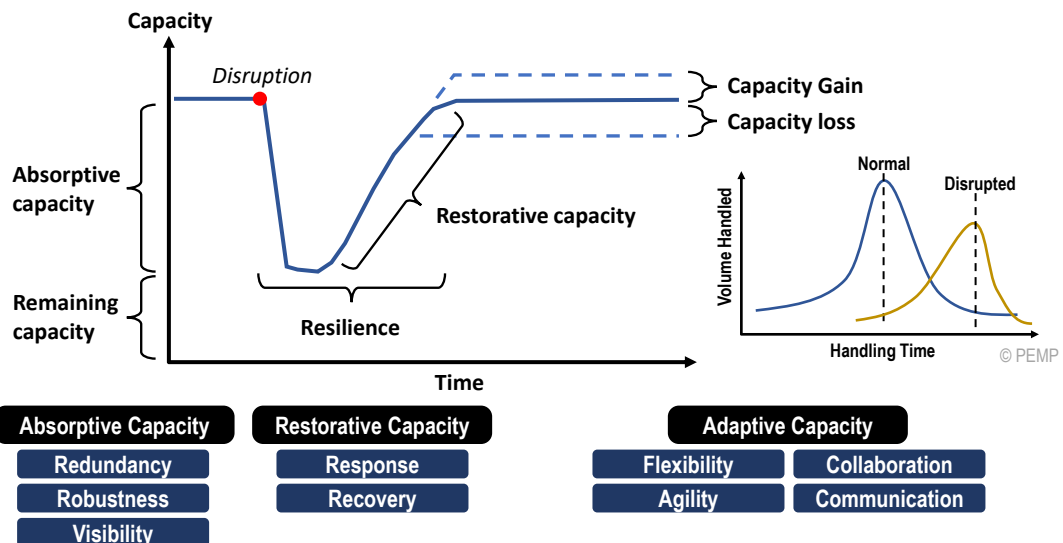 Capacity
Disruption
Capacity Gain
Capacity loss
Absorptive
capacity
Restorative capacity
Remaining
capacity
Resilience
Time
Normal
Disrupted
Volume Handled
Handling Time
© PEMP
Absorptive Capacity
Redundancy
Robustness
Visibility
Restorative Capacity
Response
Recovery
Adaptive Capacity
Flexibility
Collaboration
Agility
Communication